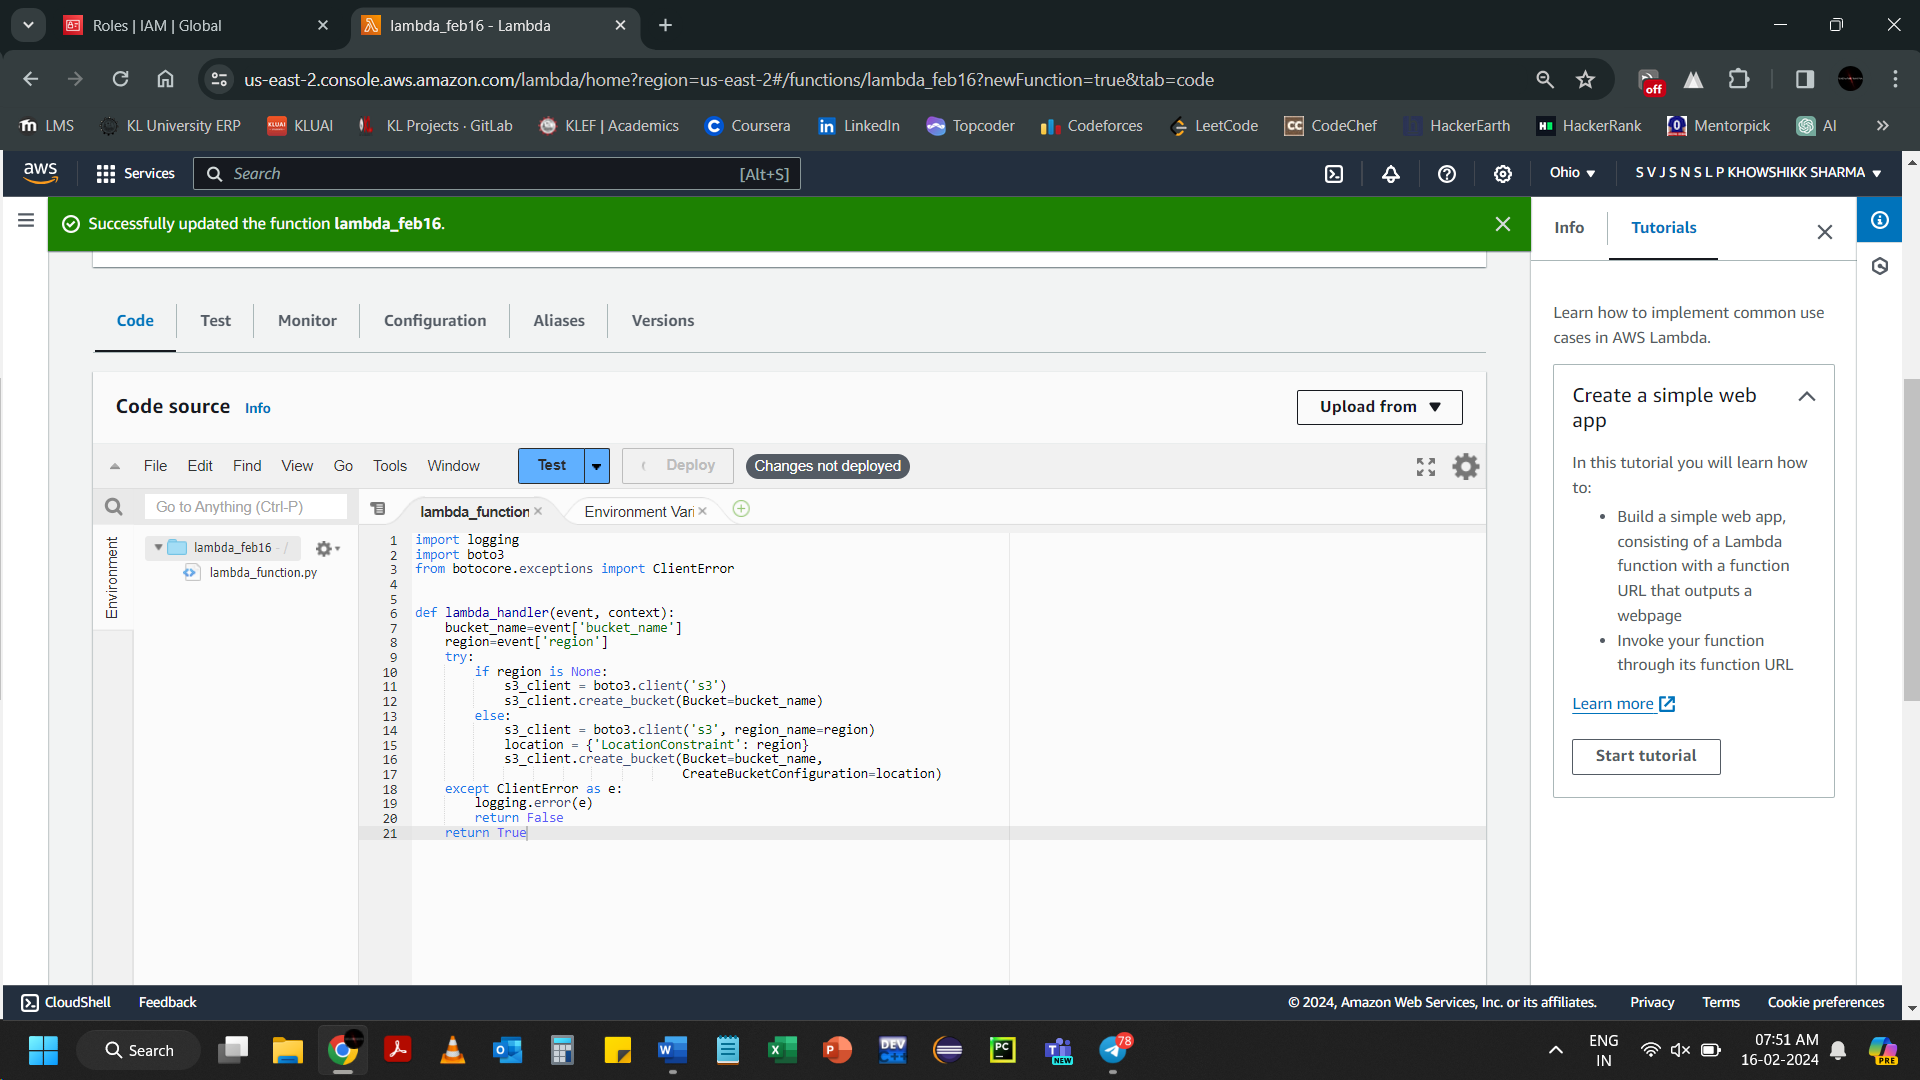 Roles | IAM | Global
lambda_feb16 - Lambda
us-east-2.console.aws.amazon.com/lambda/home?region=us-east-2#/functions/lambda_feb16?newFunction=true&tab=code
off
LMS
KL University ERP
KLUAI
KL Projects · GitLab
KLEF | Academics
Coursera
LinkedIn
Topcoder
Codeforces
LeetCode
CodeChef
HackerEarth
HackerRank
Mentorpick
AI
aws
Services
Search
[Alt+S]
Ohio
S V J S N S L P KHOWSHIKK SHARMA
Successfully updated the function lambda_feb16.
Info
Tutorials
Code
Test
Monitor
Configuration
Aliases
Versions
Code source
Info
Upload from
File
Edit
Find
View
Go
Tools
Window
Test
Deploy
Changes not deployed
Go to Anything (Ctrl-P)
lambda_function
Environment Vari
Environment
lambda_feb16 - /
lambda_function.py
1 import logging
2 import boto3
3 from botocore.exceptions import ClientError
4
5
6 def lambda_handler(event, context):
7 bucket_name=event['bucket_name']
8 region=event['region']
9 try:
10 if region is None:
11 s3_client = boto3.client('s3')
12 s3_client.create_bucket(Bucket=bucket_name)
13 else:
14 s3_client = boto3.client('s3', region_name=region)
15 location = {'LocationConstraint': region}
16 s3_client.create_bucket(Bucket=bucket_name,
17 CreateBucketConfiguration=location)
18 except ClientError as e:
19 logging.error(e)
20 return False
21 return True
Learn how to implement common use
cases in AWS Lambda.
Create a simple web
app
In this tutorial you will learn how
to:
• Build a simple web app,
consisting of a Lambda
function with a function
URL that outputs a
webpage
• Invoke your function
through its function URL
Learn more
Start tutorial
CloudShell
Feedback
© 2024, Amazon Web Services, Inc. or its affiliates.
Privacy
Terms
Cookie preferences
Search
DEV
PC
NEW
78
ENG
IN
07:51 AM
16-02-2024
PRE